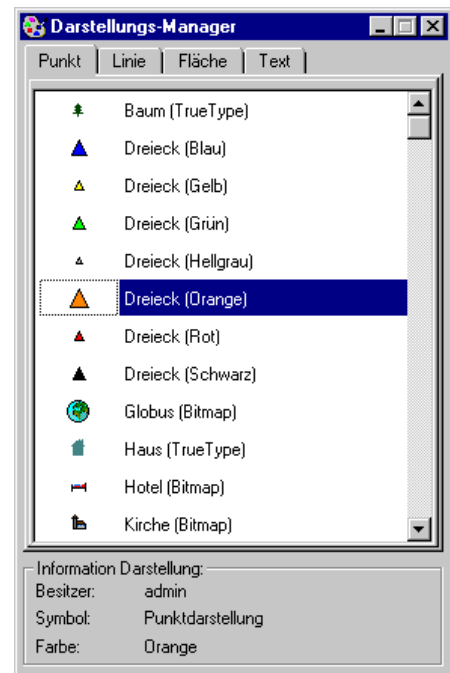 Darstellungs-Manager
Punkt Linie Fläche Text
Baum (TrueType)
Dreieck (Blau)
Dreieck (Gelb)
Dreieck (Grün)
Dreieck (Hellgrau)
Dreieck (Orange)
Dreieck (Rot)
Dreieck (Schwarz)
Globus (Bitmap)
Haus (TrueType)
Hotel (Bitmap)
Kirche (Bitmap)
Information Darstellung:
Besitzer: admin
Symbol: Punktdarstellung
Farbe: Orange